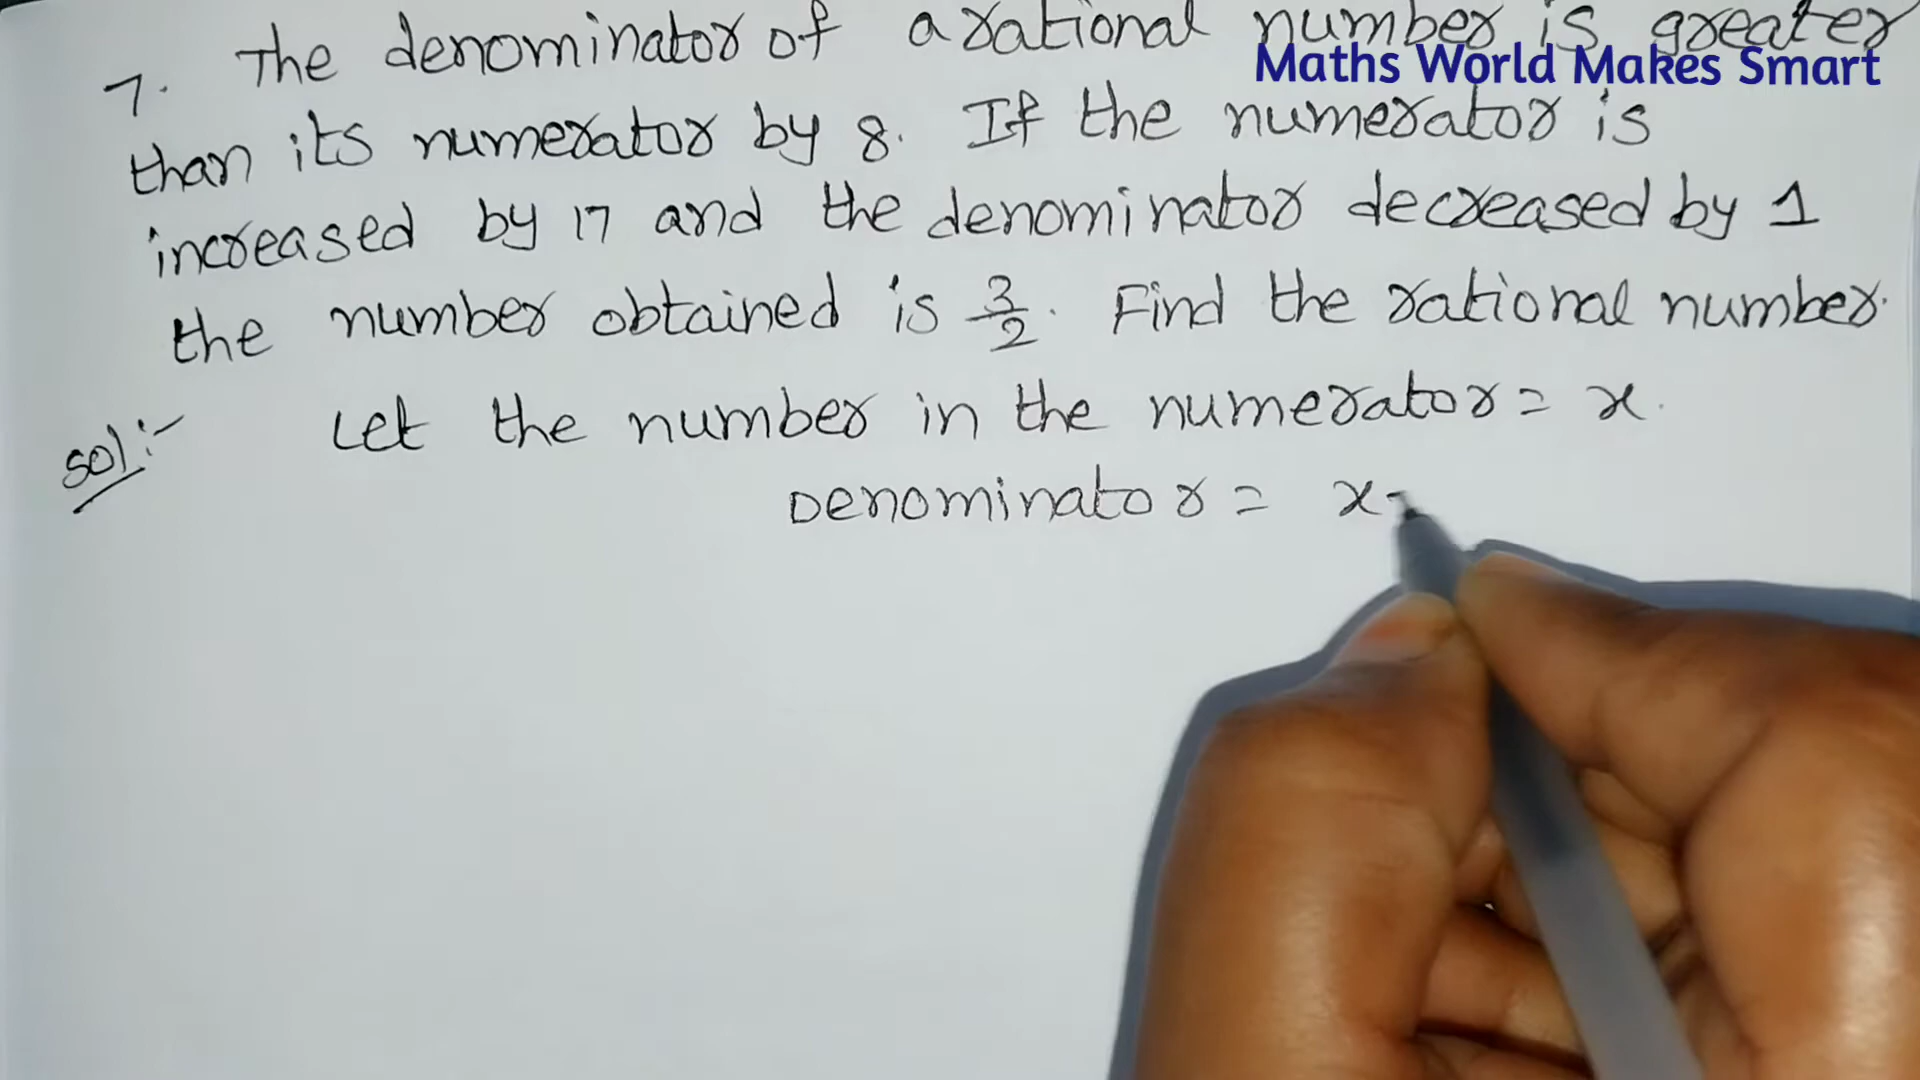 7. The denominator of a rational number is greater
Maths World Makes Smart
than its numerator by 8. If the numerator is
increased by 17 and the denominator decreased by 1
the number obtained is 3/2. Find the rational number.
Sol:- Let the number in the numerator = x.
Denominator = x